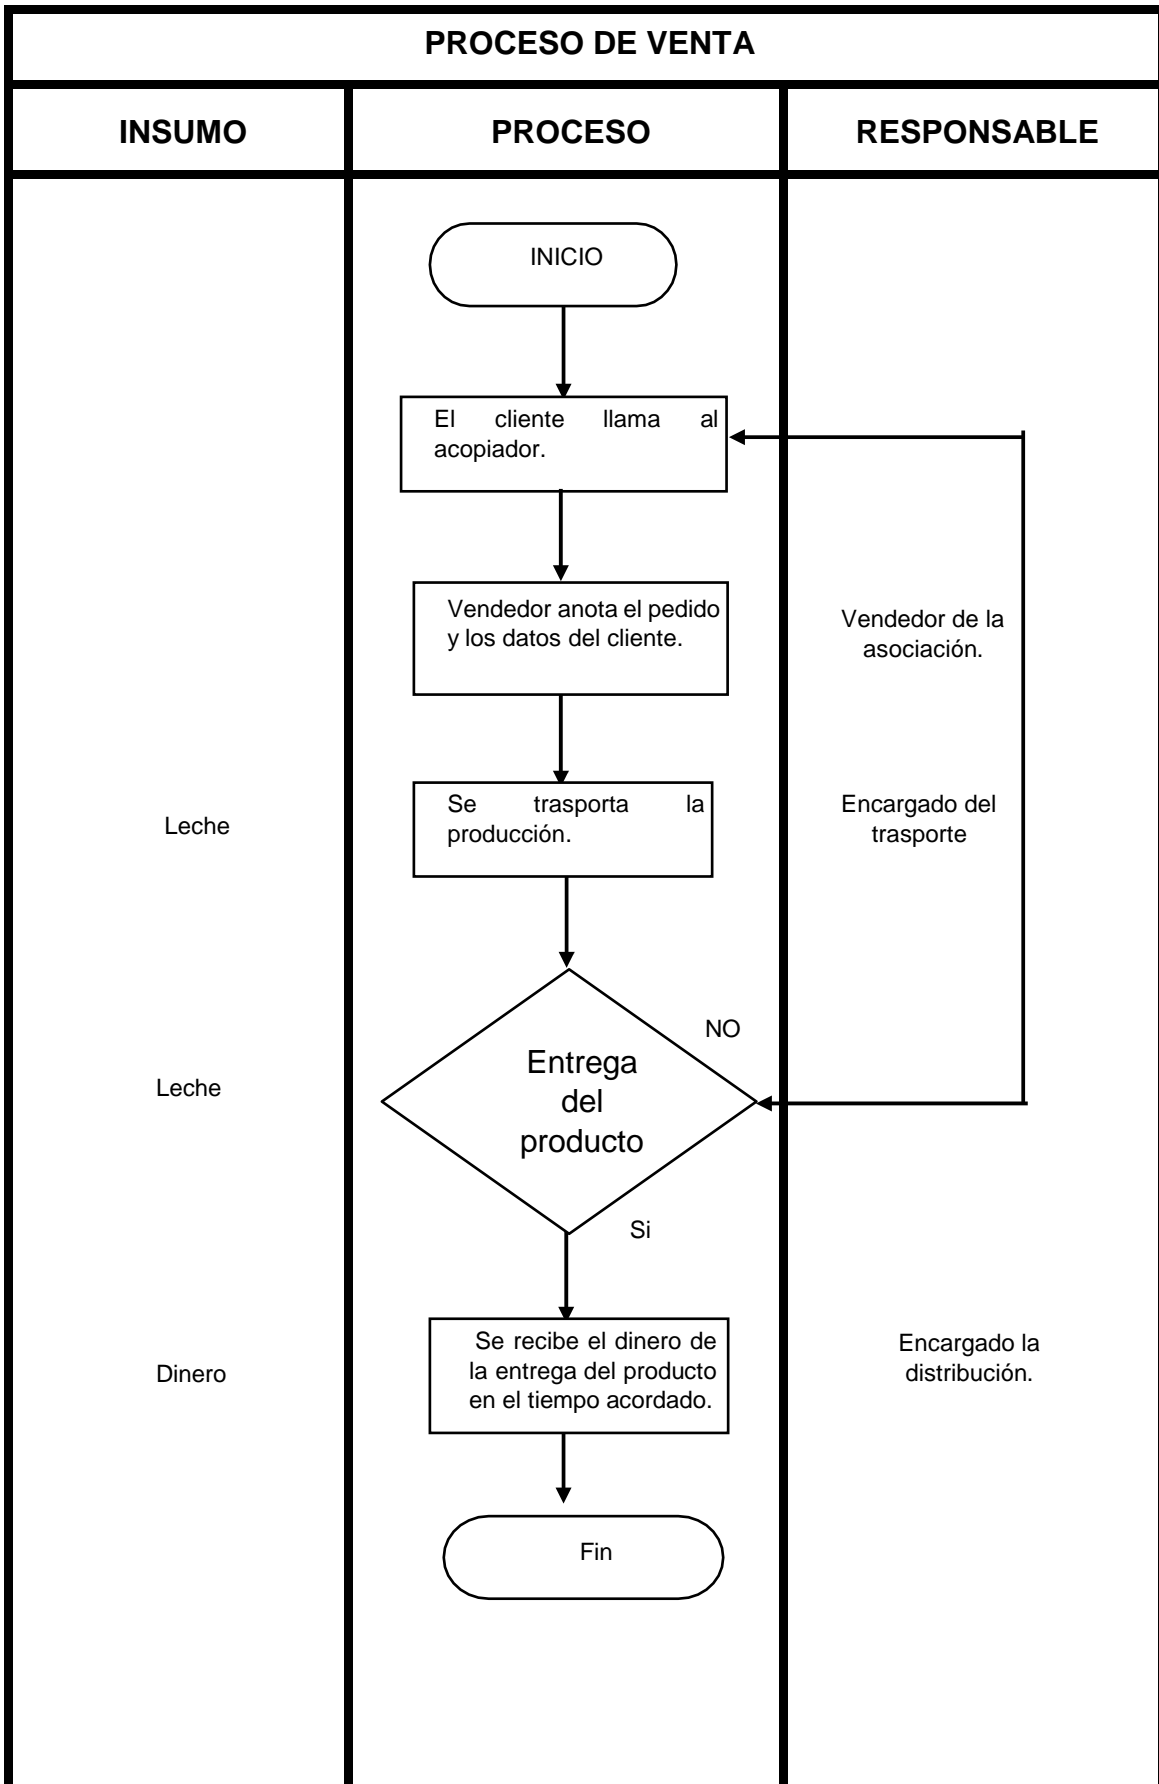 PROCESO DE VENTA
INSUMO
PROCESO
RESPONSABLE
INICIO
El cliente llama al
acopiador.
Vendedor anota el pedido
y los datos del cliente.
Vendedor de la
asociación.
Leche
Se trasporta la
producción.
Encargado del
trasporte
NO
Leche
Entrega
del
producto
Si
Dinero
Se recibe el dinero de
la entrega del producto
en el tiempo acordado.
Encargado la
distribución.
Fin